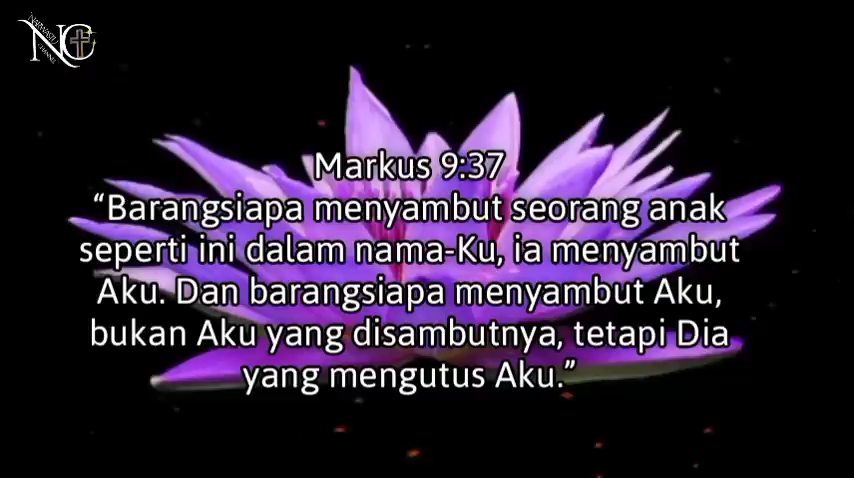 NC
Markus 9:37
“Barangsiapa menyambut seorang anak
seperti ini dalam nama-Ku, ia menyambut
Aku. Dan barangsiapa menyambut Aku,
bukan Aku yang disambutnya, tetapi Dia
yang mengutus Aku.”